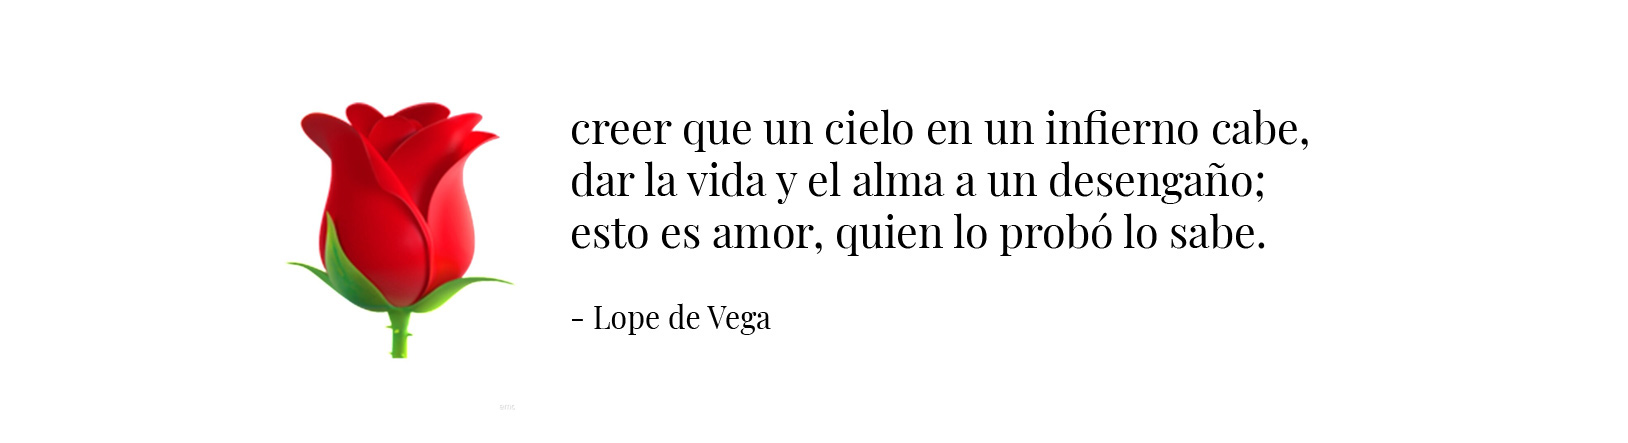 creer que un cielo en un infierno cabe,
dar la vida y el alma a un desengaño;
esto es amor, quien lo probó lo sabe.
- Lope de Vega